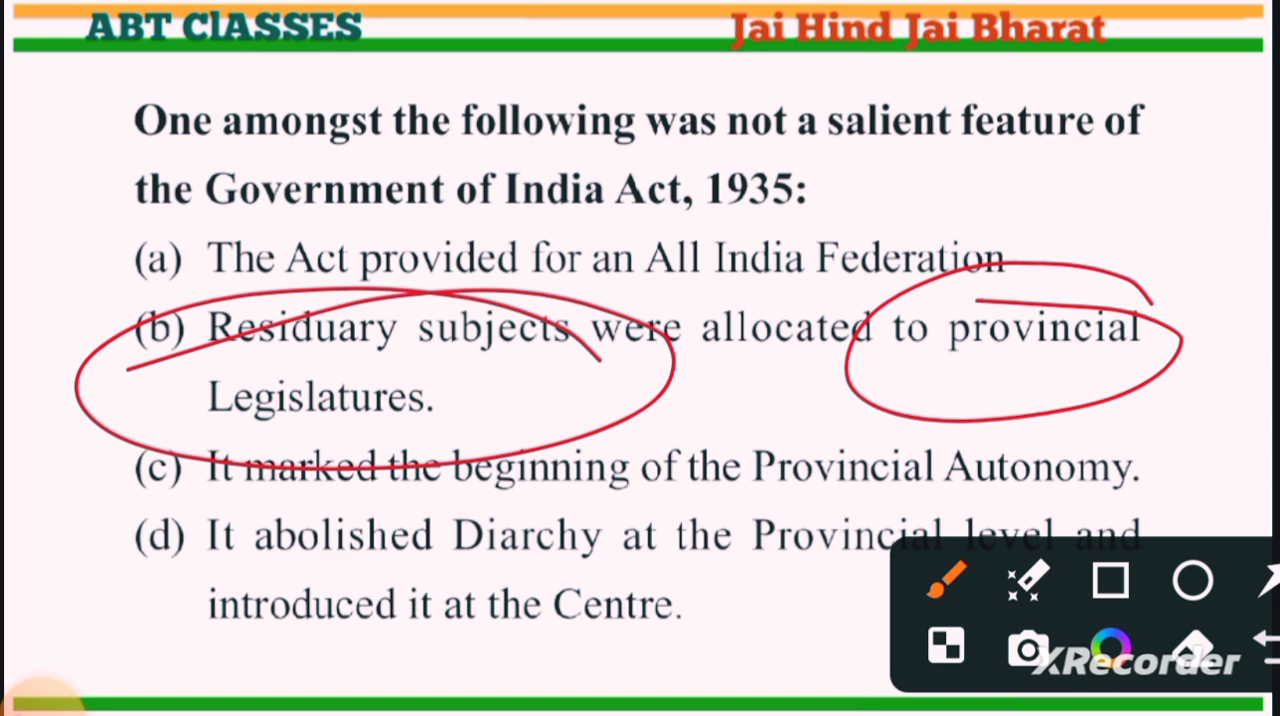 ABT ClASSES
Jai Hind Jai Bharat
One amongst the following was not a salient feature of
the Government of India Act, 1935:
(a) The Act provided for an All India Federation
(b) Residuary subjects were allocated to provincial
Legislatures.
(c) It marked the beginning of the Provincial Autonomy.
(d) It abolished Diarchy at the Provincial level and
introduced it at the Centre.
XRecorder